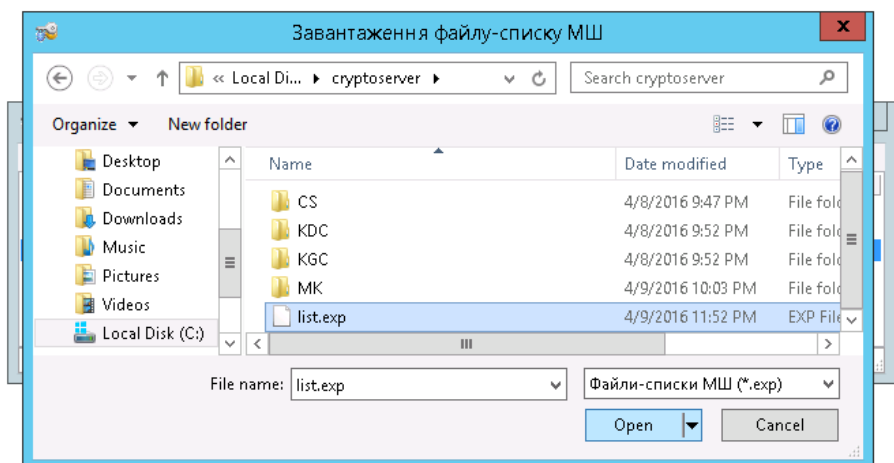 Завантаження файлу-списку МШ
x
« Local Di... cryptoserver
Search cryptoserver
Organize New folder
Desktop
Documents
Downloads
Music
Pictures
Videos
Local Disk (C:)
Name Date modified Type
CS 4/8/2016 9:47 PM File fold
KDC 4/8/2016 9:52 PM File fold
KGC 4/8/2016 9:52 PM File fold
MK 4/9/2016 10:03 PM File fold
list.exp 4/9/2016 11:52 PM EXP File
File name: list.exp Файли-списки МШ (*.exp)
Open Cancel